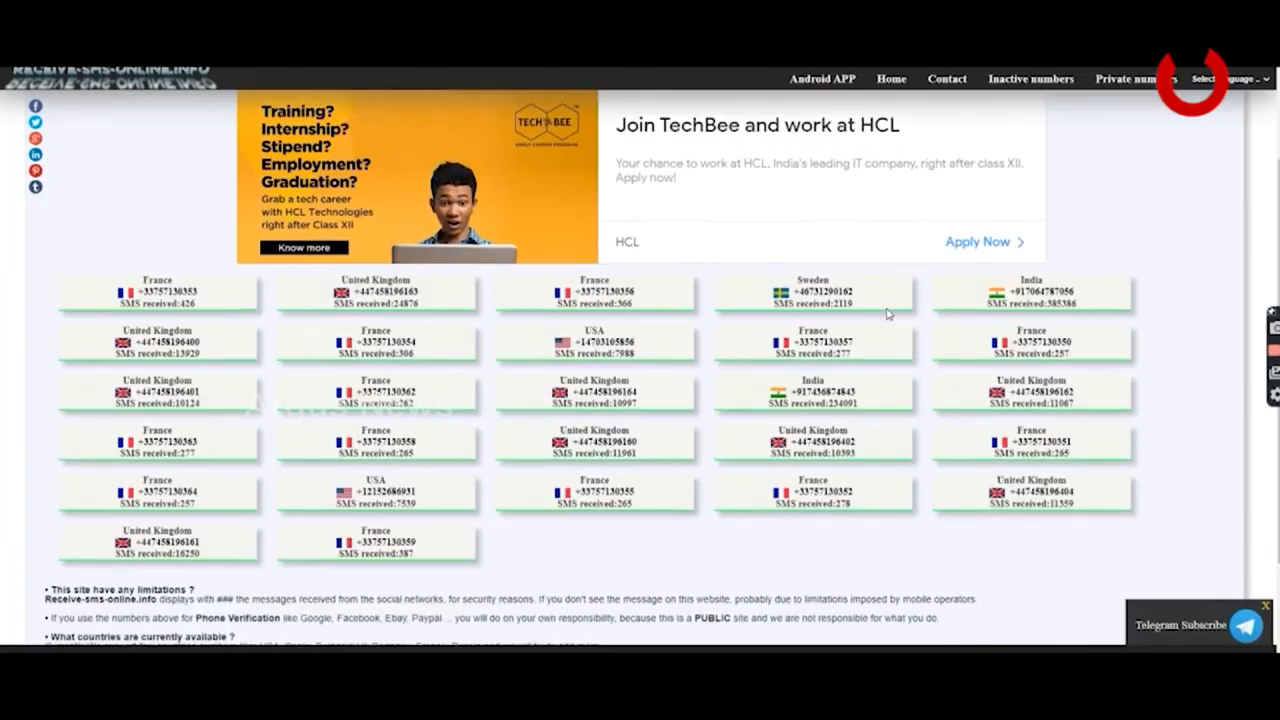 RECEIVE-SMS-ONLINE.INFO
Android APP Home Contact Inactive numbers Private
Training?
Internship?
Stipend?
Employment?
Graduation?
Grab a tech career
with HCL Technologies
right after Class XII
Know more
TECH BEE
EARLY CAREER PROGRAM
Join TechBee and work at HCL
Your chance to work at HCL, India's leading IT company, right after class XII.
Apply now!
HCL
Apply Now
France
+33757130353
SMS received:426
United Kingdom
+447458196163
SMS received:24876
France
+33757130356
SMS received:366
Sweden
+46731290162
SMS received:2119
India
+917064787056
SMS received:385386
United Kingdom
+447458196400
SMS received:13929
France
+33757130354
SMS received:306
USA
+14703105856
SMS received:7988
France
+33757130357
SMS received:277
France
+33757130350
SMS received:257
United Kingdom
+447458196401
SMS received:10124
France
+33757130362
SMS received:262
United Kingdom
+447458196164
SMS received:10997
India
+917436874843
SMS received:234091
United Kingdom
+447458196162
SMS received:11067
Argus News
France
+33757130363
SMS received:277
France
+33757130358
SMS received:265
United Kingdom
+447458196160
SMS received:11961
United Kingdom
+447458196402
SMS received:10393
France
+33757130351
SMS received:265
France
+33757130364
SMS received:257
USA
+12152686931
SMS received:7539
France
+33757130355
SMS received:265
France
+33757130352
SMS received:278
United Kingdom
+447458196404
SMS received:11359
United Kingdom
+447458196161
SMS received:16250
France
+33757130359
SMS received:387
• This site have any limitations ?
Receive-sms-online.info displays with ### the messages received from the social networks, for security reasons. If you don't see the message on this website, probably due to limitations imposed by mobile operators.
• If you use the numbers above for Phone Verification like Google, Facebook, Ebay, Paypal... you will do on your own responsibility, because this is a PUBLIC site and we are not responsible for what you do.
• What countries are currently available ?
X
Telegram Subscribe